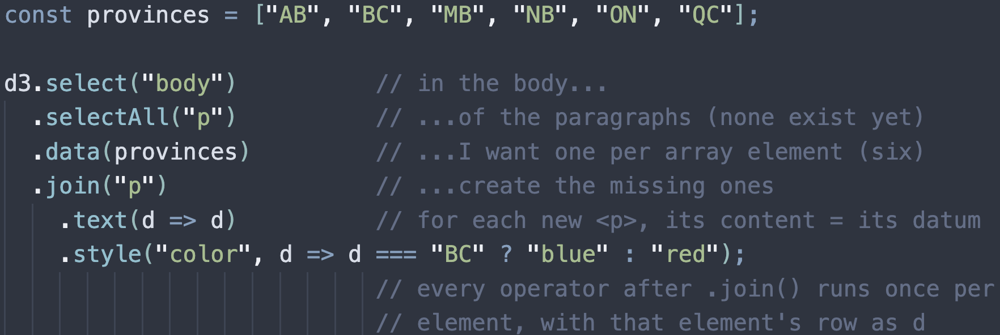 const provinces = ["AB", "BC", "MB", "NB", "ON", "QC"];
d3.select("body") // in the body...
.selectAll("p") // ...of the paragraphs (none exist yet)
.data(provinces) // ...I want one per array element (six)
.join("p") // ...create the missing ones
.text(d => d) // for each new <p>, its content = its datum
.style("color", d => d === "BC" ? "blue" : "red");
// every operator after .join() runs once per
// element, with that element's row as d